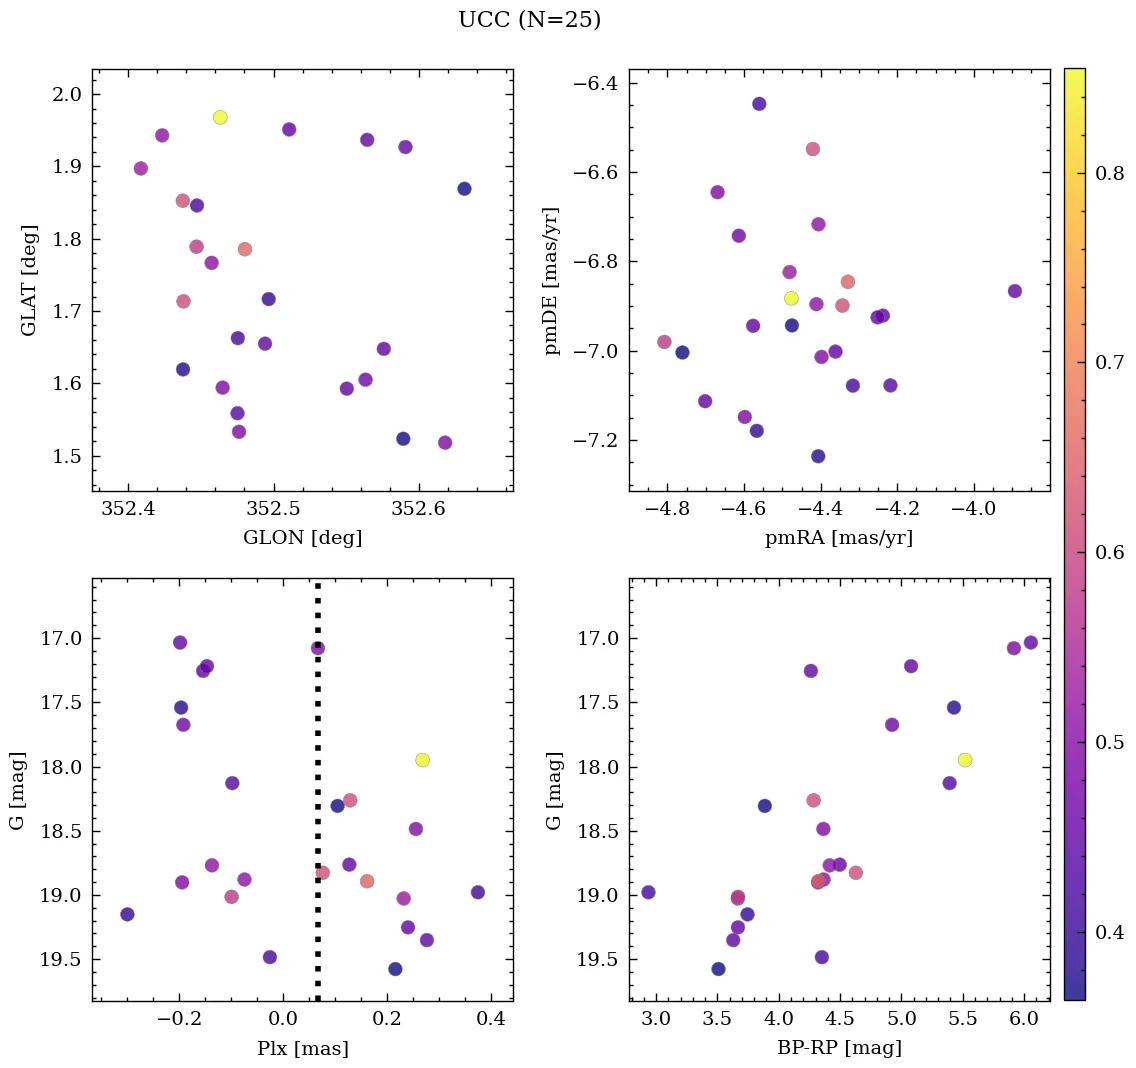 UCC (N=25)
2.0
1.9
1.8
1.7
1.6
1.5
GLAT [deg]
352.4 352.5 352.6
GLON [deg]
−6.4
−6.6
−6.8
−7.0
−7.2
pmDE [mas/yr]
−4.8 −4.6 −4.4 −4.2 −4.0
pmRA [mas/yr]
17.0
17.5
18.0
18.5
19.0
19.5
G [mag]
−0.2 0.0 0.2 0.4
Plx [mas]
17.0
17.5
18.0
18.5
19.0
19.5
G [mag]
3.0 3.5 4.0 4.5 5.0 5.5 6.0
BP-RP [mag]
0.8
0.7
0.6
0.5
0.4